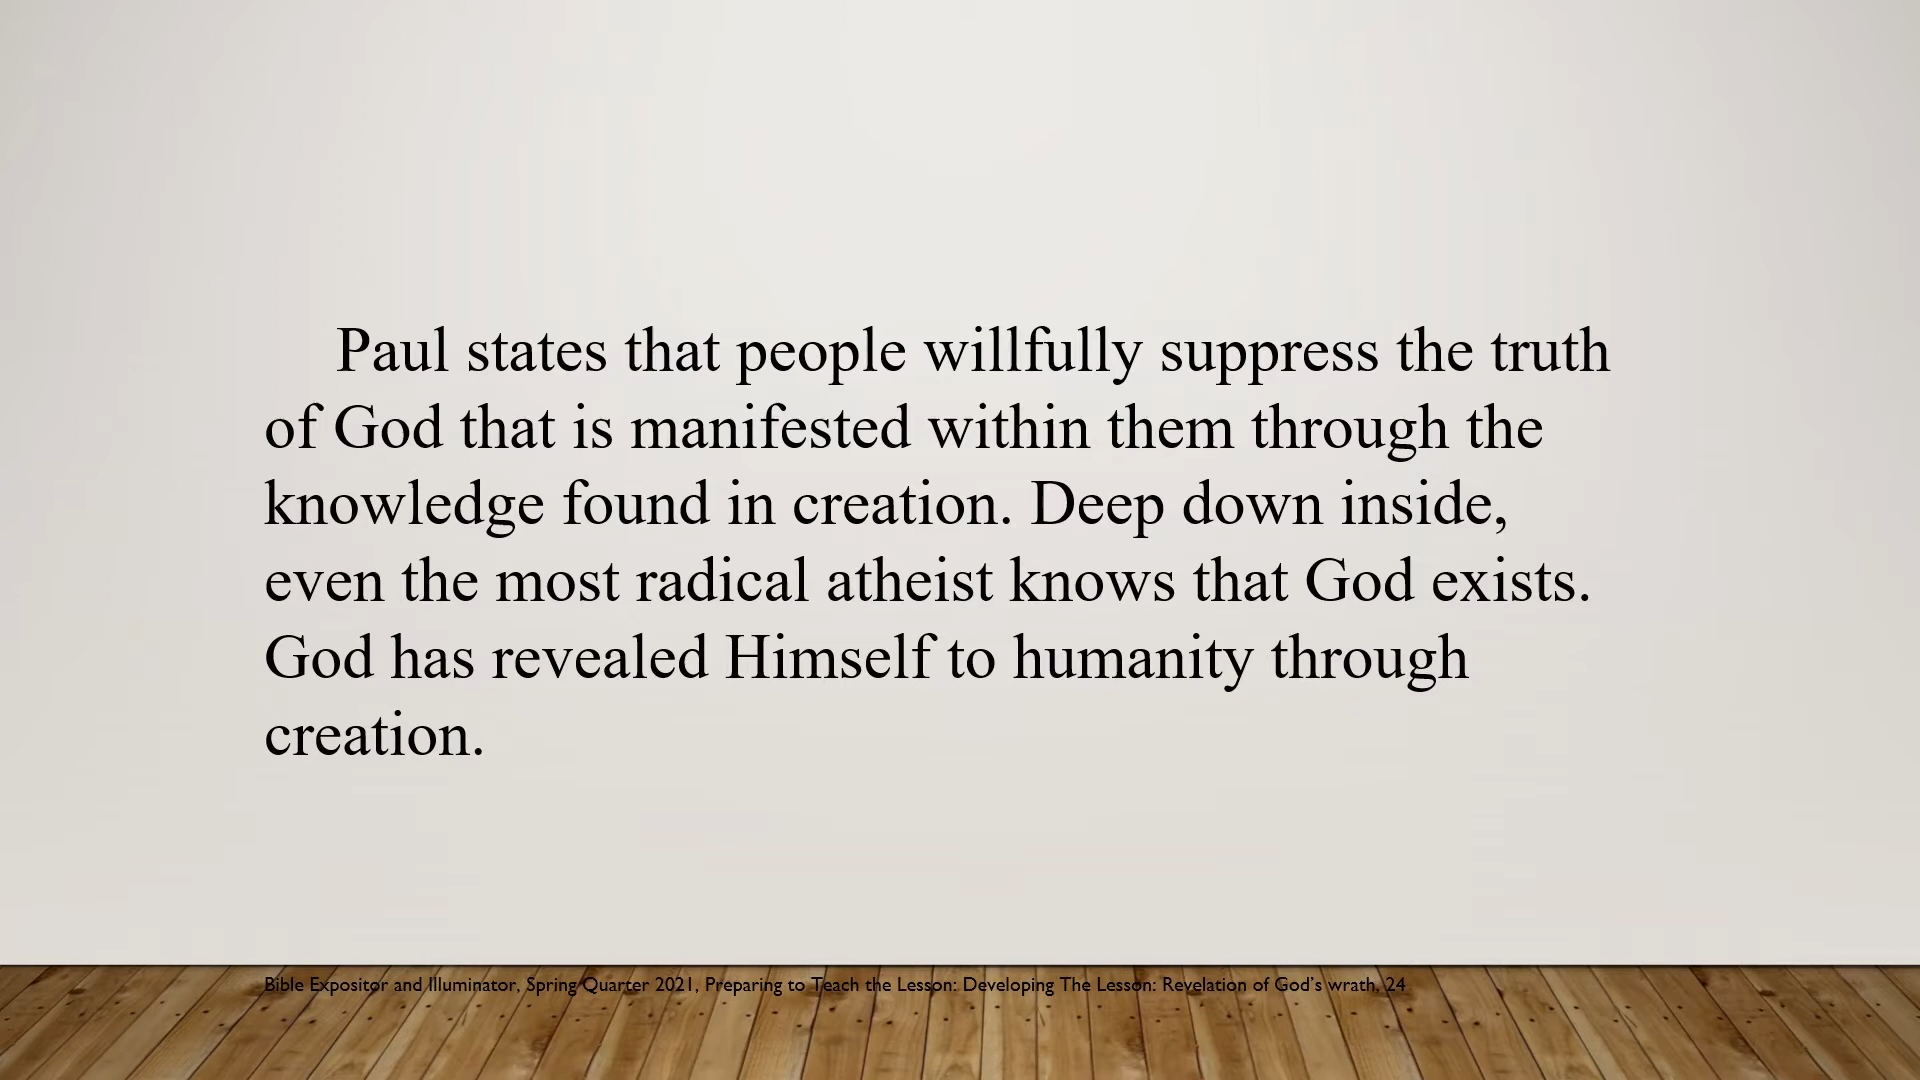 Paul states that people willfully suppress the truth
of God that is manifested within them through the
knowledge found in creation. Deep down inside,
even the most radical atheist knows that God exists.
God has revealed Himself to humanity through
creation.
Bible Expositor and Illuminator, Spring Quarter 2021, Preparing to Teach the Lesson: Developing The Lesson: Revelation of God’s wrath, 24